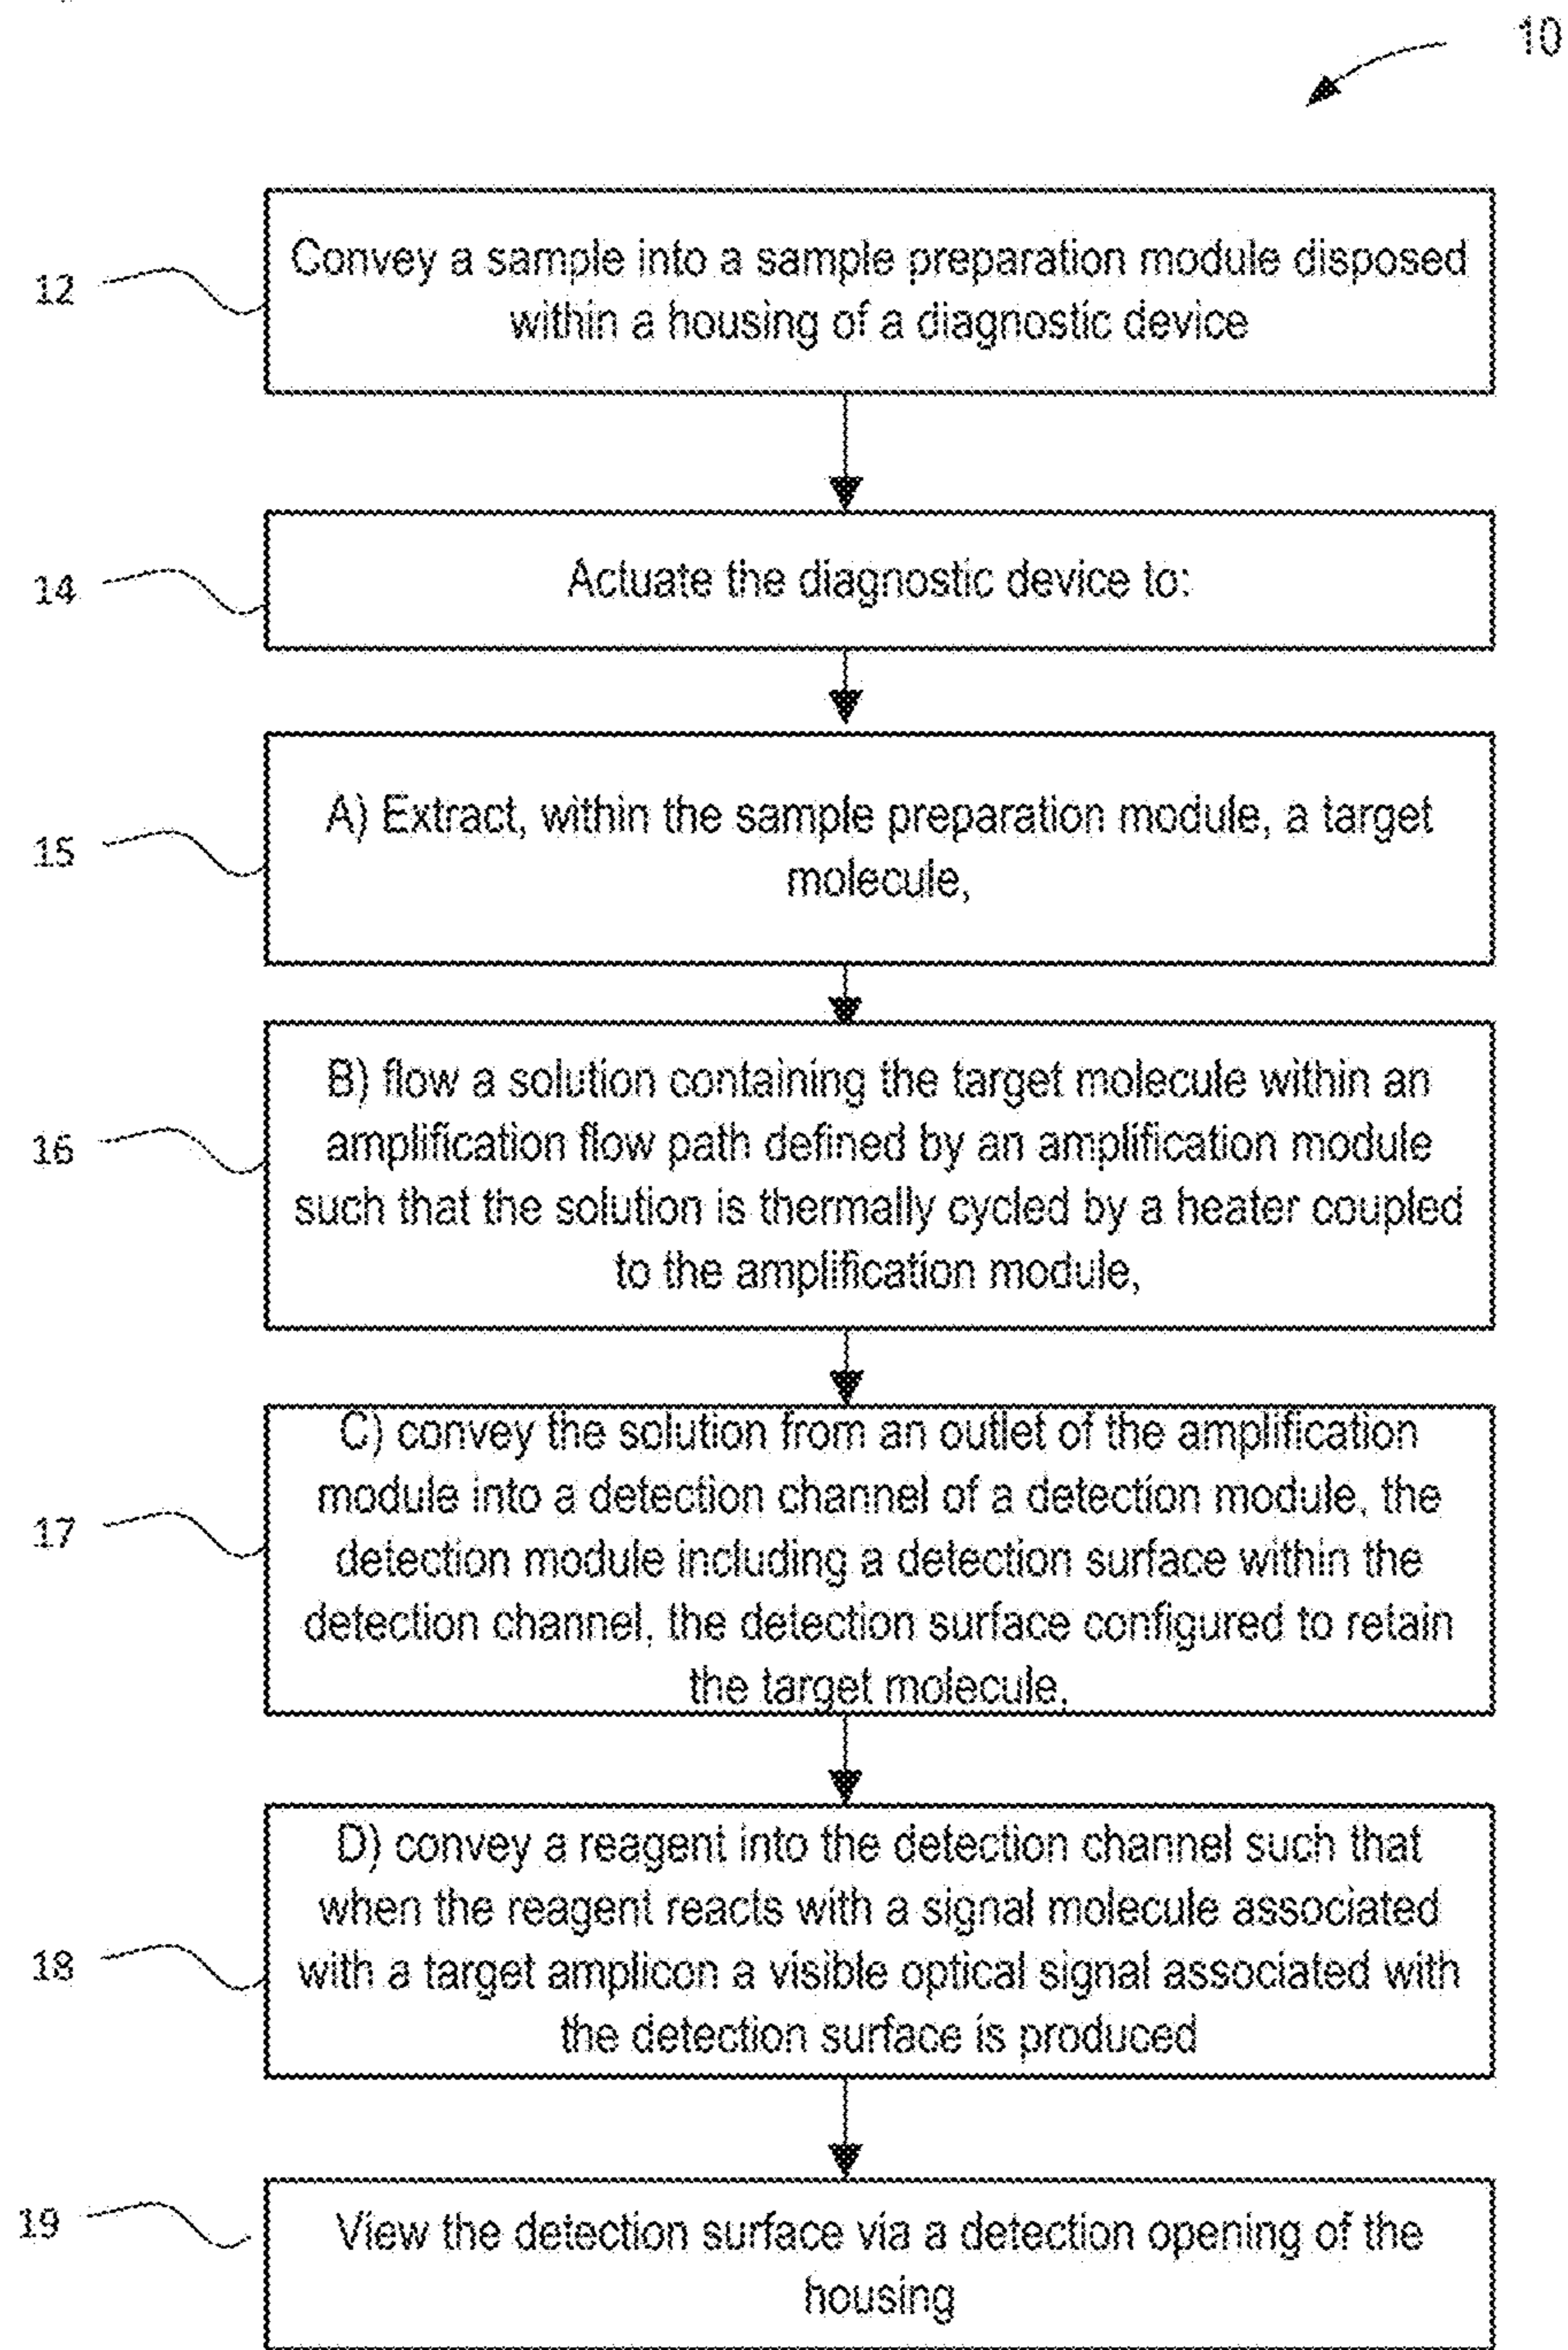 10
12
Convey a sample into a sample preparation module disposed
within a housing of a diagnostic device
14
Actuate the diagnostic device to:
15
A) Extract, within the sample preparation module, a target
molecule,
16
B) flow a solution containing the target molecule within an
amplification flow path defined by an amplification module
such that the solution is thermally cycled by a heater coupled
to the amplification module,
17
C) convey the solution from an outlet of the amplification
module into a detection channel of a detection module, the
detection module including a detection surface within the
detection channel, the detection surface configured to retain
the target molecule,
18
D) convey a reagent into the detection channel such that
when the reagent reacts with a signal molecule associated
with a target amplicon a visible optical signal associated with
the detection surface is produced
19
View the detection surface via a detection opening of the
housing